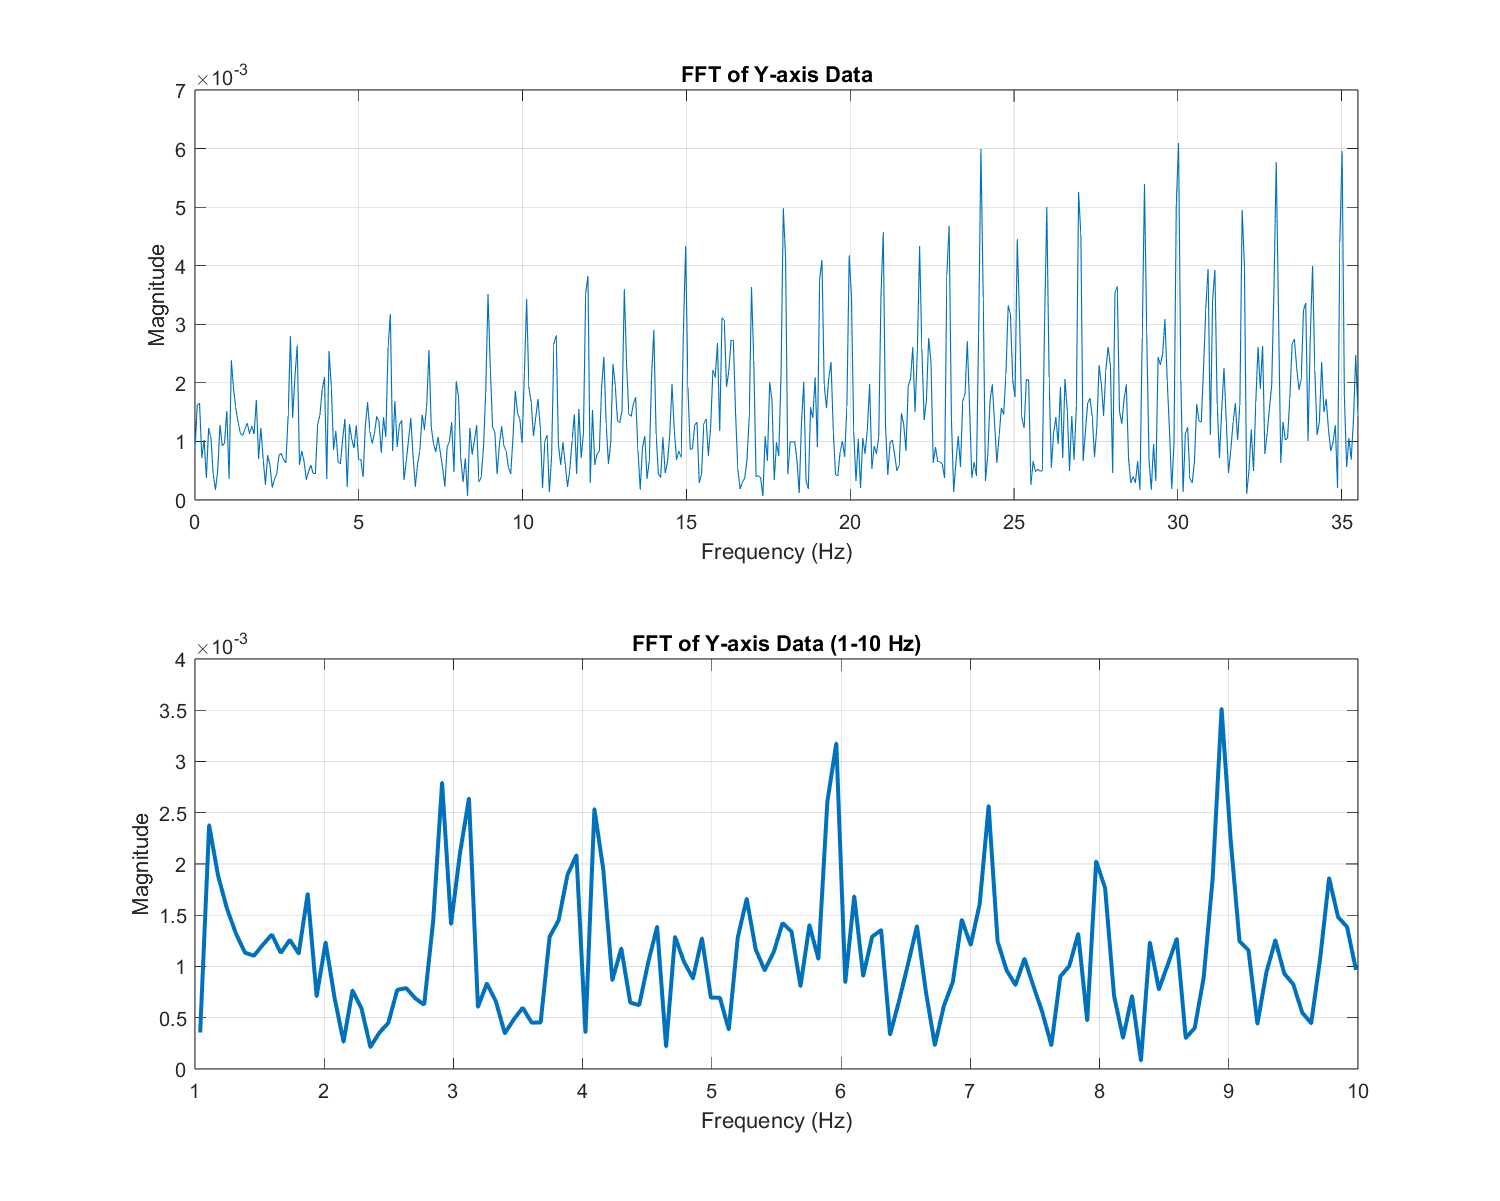 FFT of Y-axis Data
×10-3
7
6
5
4
3
2
1
0
Magnitude
0 5 10 15 20 25 30 35
Frequency (Hz)
FFT of Y-axis Data (1-10 Hz)
×10-3
4
3.5
3
2.5
2
1.5
1
0.5
0
Magnitude
1 2 3 4 5 6 7 8 9 10
Frequency (Hz)